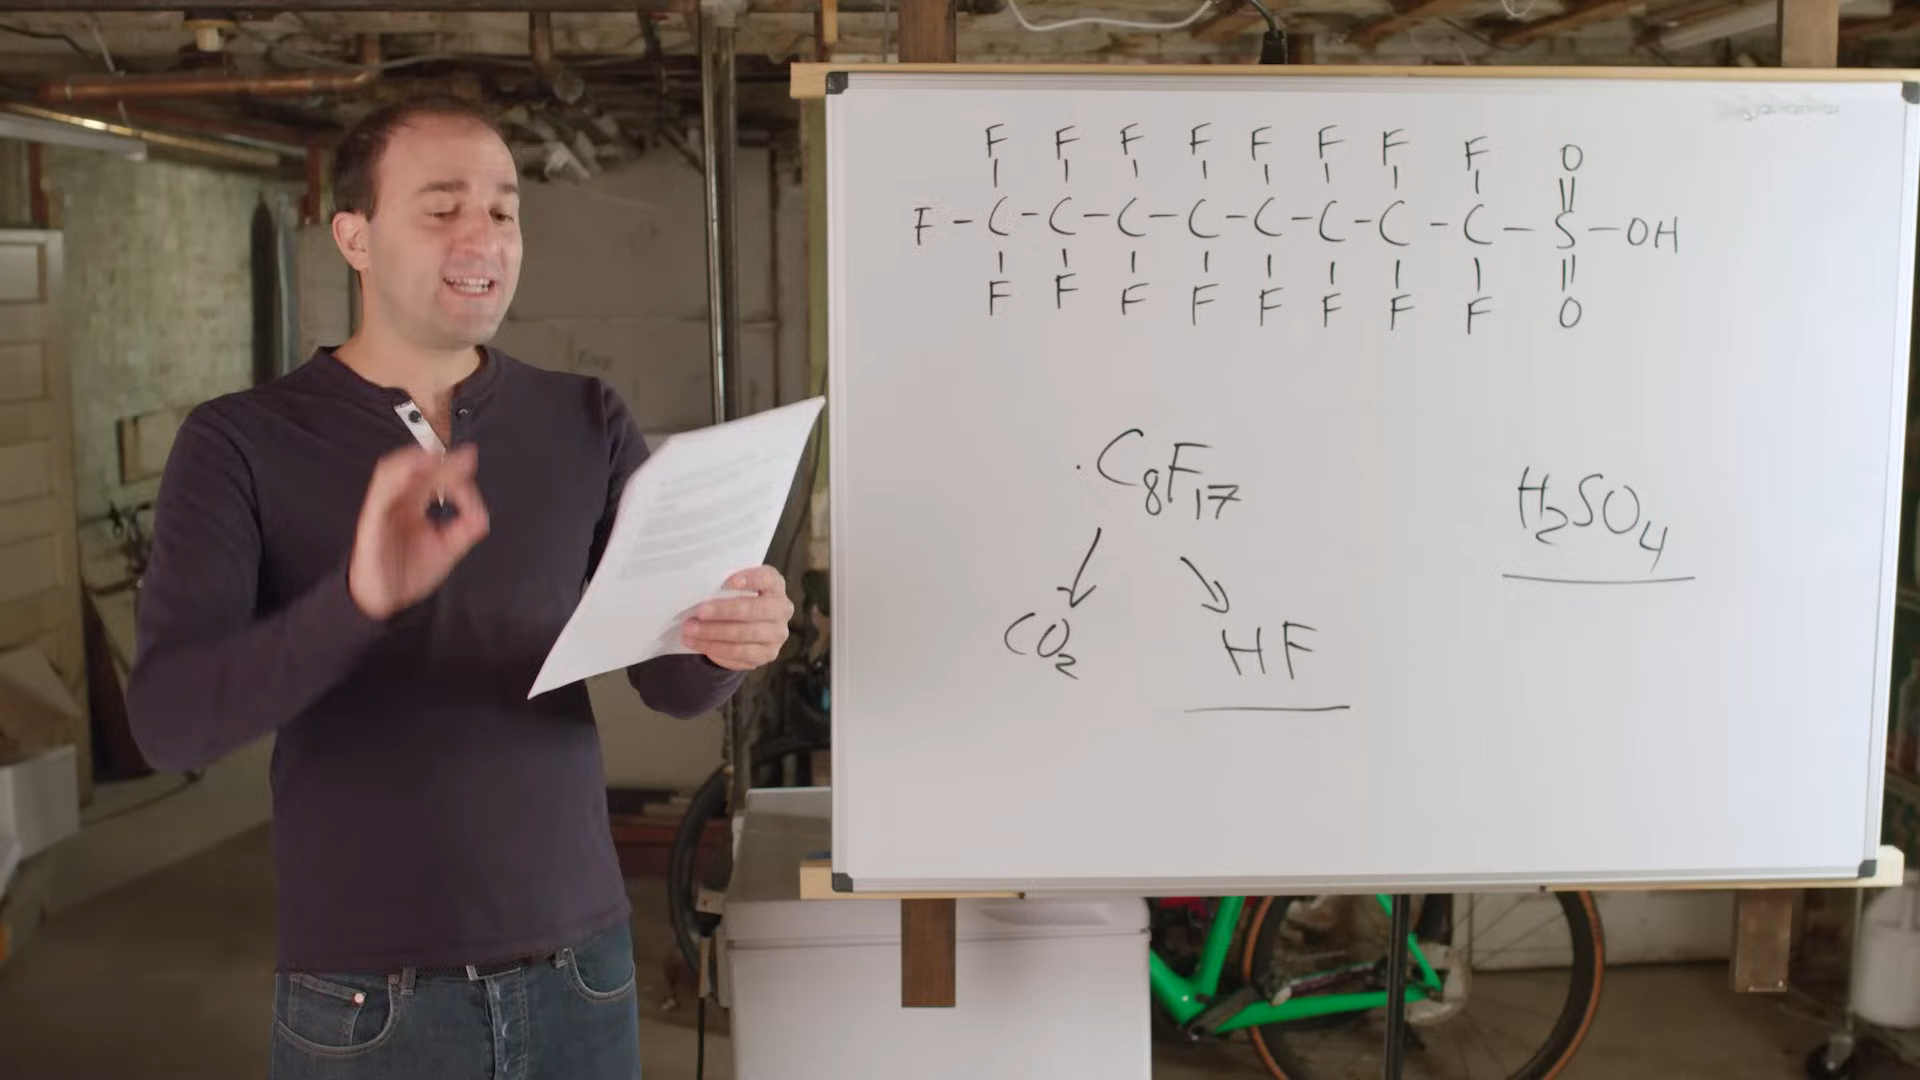 F F F F F F F F O
F - C - C - C - C - C - C - C - C - S - OH
F F F F F F F F O
·C₈F₁₇
H₂SO₄
CO₂
HF